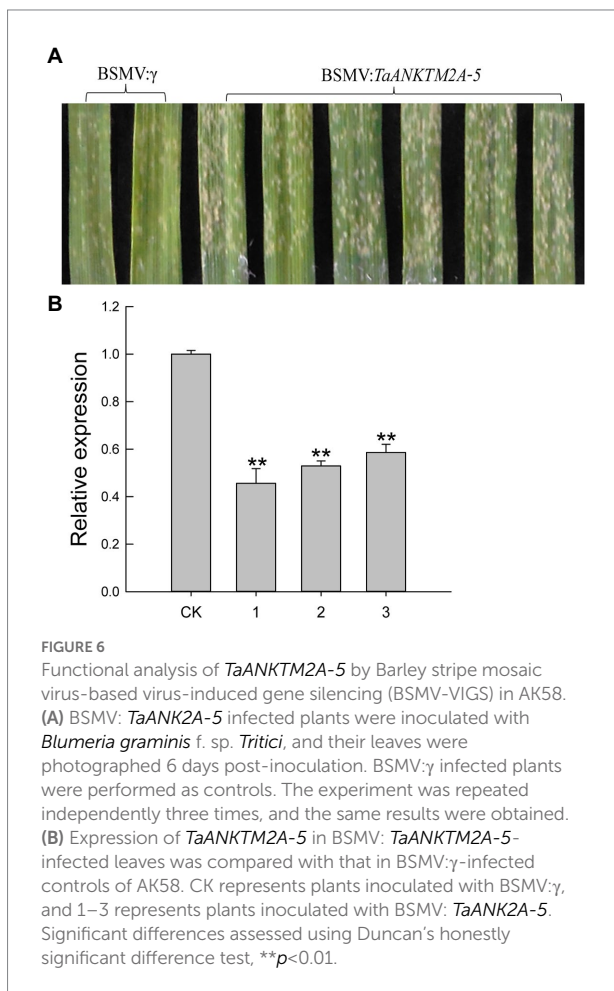 A
BSMV:γ
BSMV:TaANKTM2A-5
B
1.2
1.0
0.8
0.6
0.4
0.2
0.0
Relative expression
**
**
**
CK 1 2 3
FIGURE 6
Functional analysis of TaANKTM2A-5 by Barley stripe mosaic
virus-based virus-induced gene silencing (BSMV-VIGS) in AK58.
(A) BSMV: TaANK2A-5 infected plants were inoculated with
Blumeria graminis f. sp. Tritici, and their leaves were
photographed 6 days post-inoculation. BSMV:γ infected plants
were performed as controls. The experiment was repeated
independently three times, and the same results were obtained.
(B) Expression of TaANKTM2A-5 in BSMV: TaANKTM2A-5-
infected leaves was compared with that in BSMV:γ-infected
controls of AK58. CK represents plants inoculated with BSMV:γ,
and 1–3 represents plants inoculated with BSMV: TaANK2A-5.
Significant differences assessed using Duncan's honestly
significant difference test, **p<0.01.